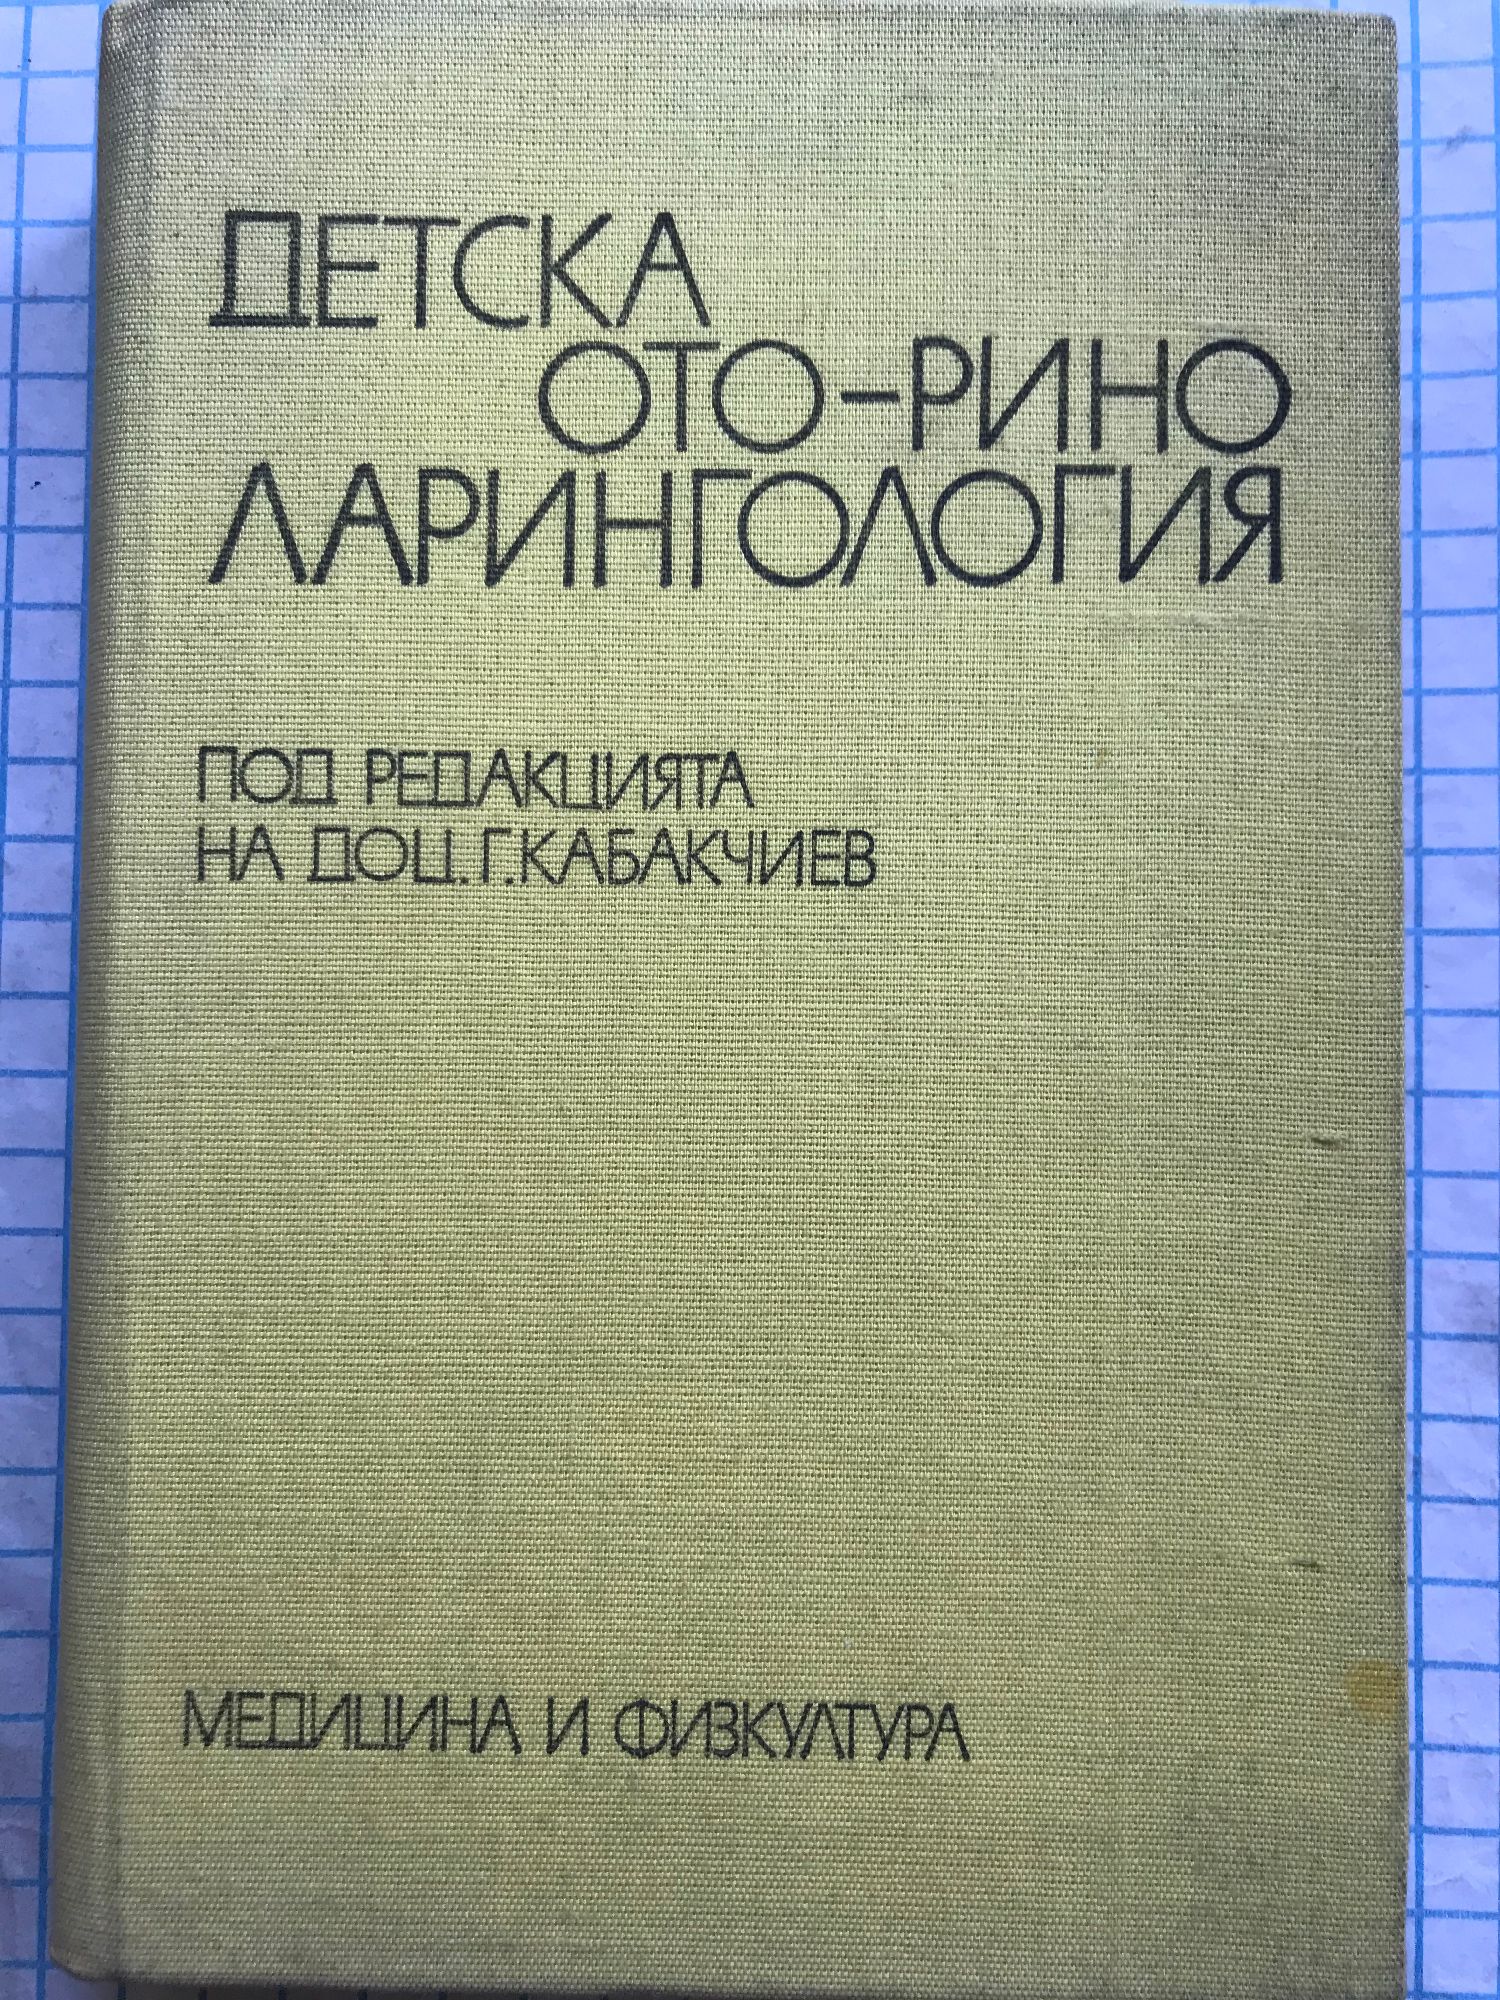 ДЕТСКА
ОТО-РИНО
ЛАРИНГОЛОГИЯ
ПОД РЕДАКЦИЯТА
НА ДОЦ. Г. КАБАКЧИЕВ
МЕДИЦИНА И ФИЗКУЛТУРА